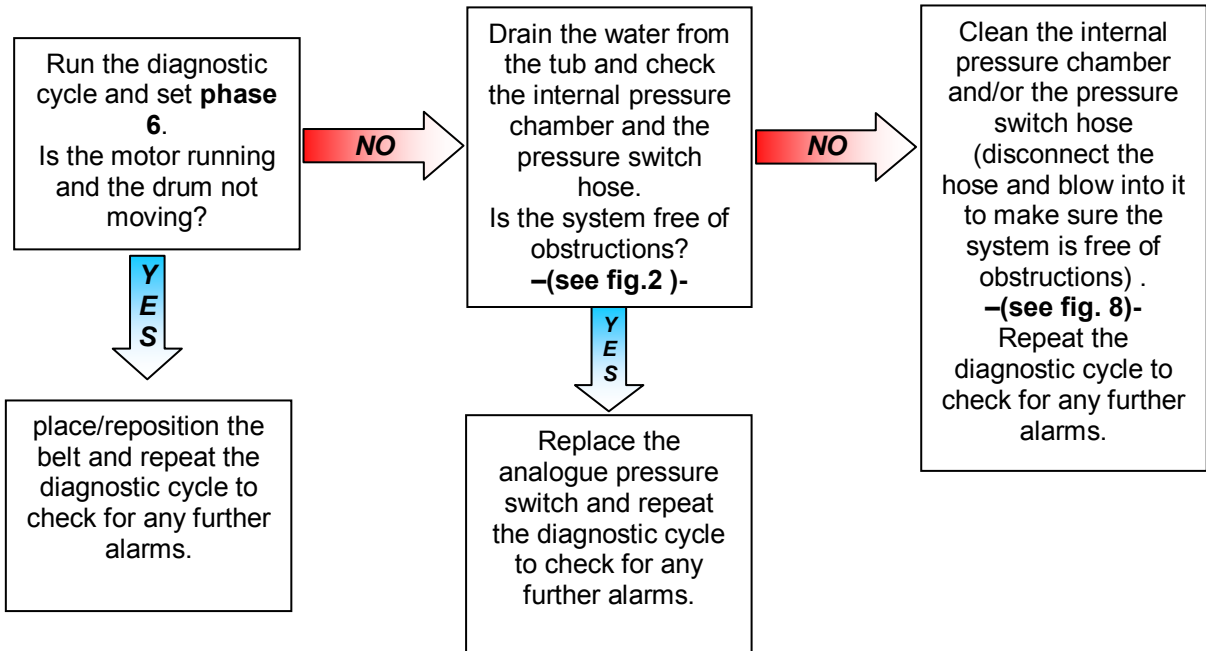 Run the diagnostic
cycle and set phase
6.
Is the motor running
and the drum not
moving?
NO
Drain the water from
the tub and check
the internal pressure
chamber and the
pressure switch
hose.
Is the system free of
obstructions?
–(see fig.2 )-
NO
Clean the internal
pressure chamber
and/or the pressure
switch hose
(disconnect the
hose and blow into it
to make sure the
system is free of
obstructions) .
–(see fig. 8)-
Repeat the
diagnostic cycle to
check for any further
alarms.
Y
E
S
Y
E
S
place/reposition the
belt and repeat the
diagnostic cycle to
check for any further
alarms.
Replace the
analogue pressure
switch and repeat
the diagnostic cycle
to check for any
further alarms.